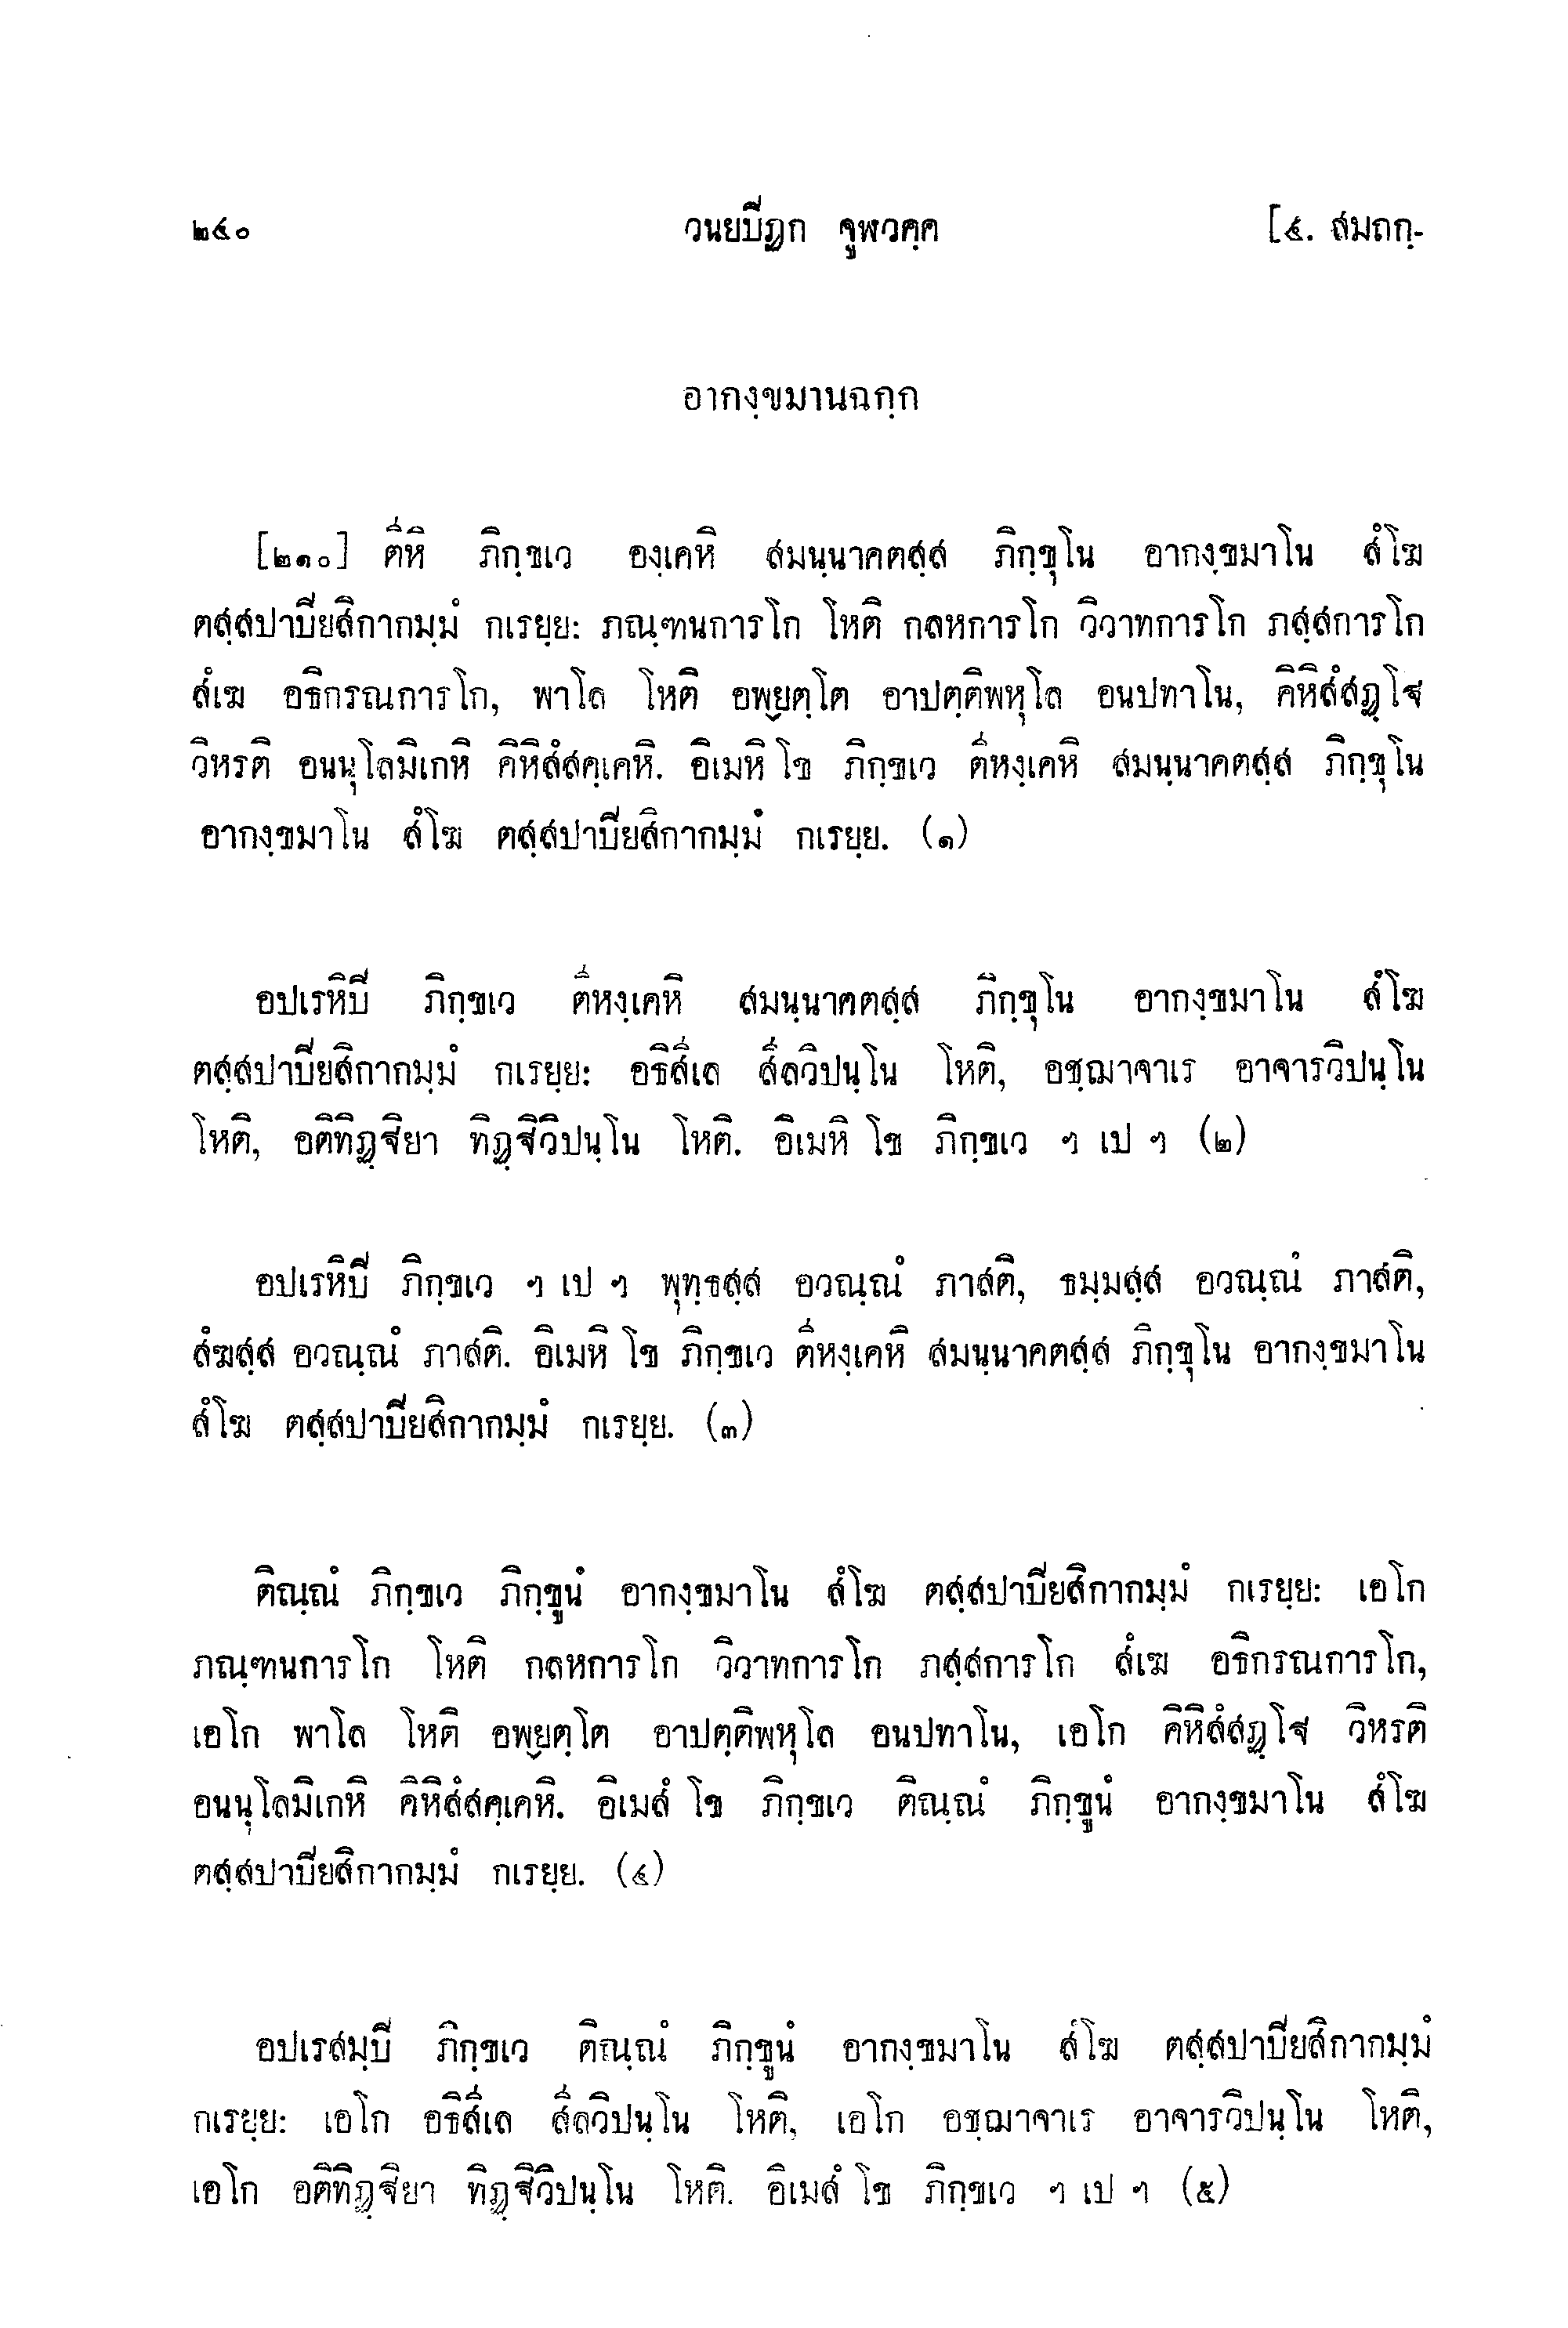 ๒๔๐ วินยปิฏก จูฬวคฺค [๔. สมถกฺ-
อากงฺขมานฉกฺก
[๒๑๐] ตีหิ ภิกฺขเว องฺเคหิ สมนฺนาคตสฺส ภิกฺขุโน อากงฺขมาโน สํโฆ
ตสฺสปาปิยสิกากมฺมํ กเรยฺย: ภณฺฑนการโก โหติ กลหการโก วิวาทการโก ภสฺสการโก
สํเฆ อธิกรณการโก, พาโล โหติ อพฺยตฺโต อาปตฺติพหุโล อนปทาโน, คิหิสํสฏฺโฐ
วิหรติ อนนุโลมิเกหิ คิหิสํสคฺเคหิ. อิเมหิ โข ภิกฺขเว ตีหงฺเคหิ สมนฺนาคตสฺส ภิกฺขุโน
อากงฺขมาโน สํโฆ ตสฺสปาปิยสิกากมฺมํ กเรยฺย. (๑)
อปเรหิปิ ภิกฺขเว ตีหงฺเคหิ สมนฺนาคตสฺส ภิกฺขุโน อากงฺขมาโน สํโฆ
ตสฺสปาปิยสิกากมฺมํ กเรยฺย: อธิสีเล สีลวิปนฺโน โหติ, อชฺฌาจาเร อาจารวิปนฺโน
โหติ, อติทิฏฺฐิยา ทิฏฺฐิวิปนฺโน โหติ. อิเมหิ โข ภิกฺขเว ฯ เป ฯ (๒)
อปเรหิปิ ภิกฺขเว ฯ เป ฯ พุทฺธสฺส อวณฺณํ ภาสติ, ธมฺมสฺส อวณฺณํ ภาสติ,
สํฆสฺส อวณฺณํ ภาสติ. อิเมหิ โข ภิกฺขเว ตีหงฺเคหิ สมนฺนาคตสฺส ภิกฺขุโน อากงฺขมาโน
สํโฆ ตสฺสปาปิยสิกากมฺมํ กเรยฺย. (๓)
ติณฺณํ ภิกฺขเว ภิกฺขูนํ อากงฺขมาโน สํโฆ ตสฺสปาปิยสิกากมฺมํ กเรยฺย: เอโก
ภณฺฑนการโก โหติ กลหการโก วิวาทการโก ภสฺสการโก สํเฆ อธิกรณการโก,
เอโก พาโล โหติ อพฺยตฺโต อาปตฺติพหุโล อนปทาโน, เอโก คิหิสํสฏฺโฐ วิหรติ
อนนุโลมิเกหิ คิหิสํสคฺเคหิ. อิเมสํ โข ภิกฺขเว ติณฺณํ ภิกฺขูนํ อากงฺขมาโน สํโฆ
ตสฺสปาปิยสิกากมฺมํ กเรยฺย. (๔)
อปเรสมฺปิ ภิกฺขเว ติณฺณํ ภิกฺขูนํ อากงฺขมาโน สํโฆ ตสฺสปาปิยสิกากมฺมํ
กเรยฺย: เอโก อธิสีเล สีลวิปนฺโน โหติ, เอโก อชฺฌาจาเร อาจารวิปนฺโน โหติ,
เอโก อติทิฏฺฐิยา ทิฏฺฐิวิปนฺโน โหติ. อิเมสํ โข ภิกฺขเว ฯ เป ฯ (๕)